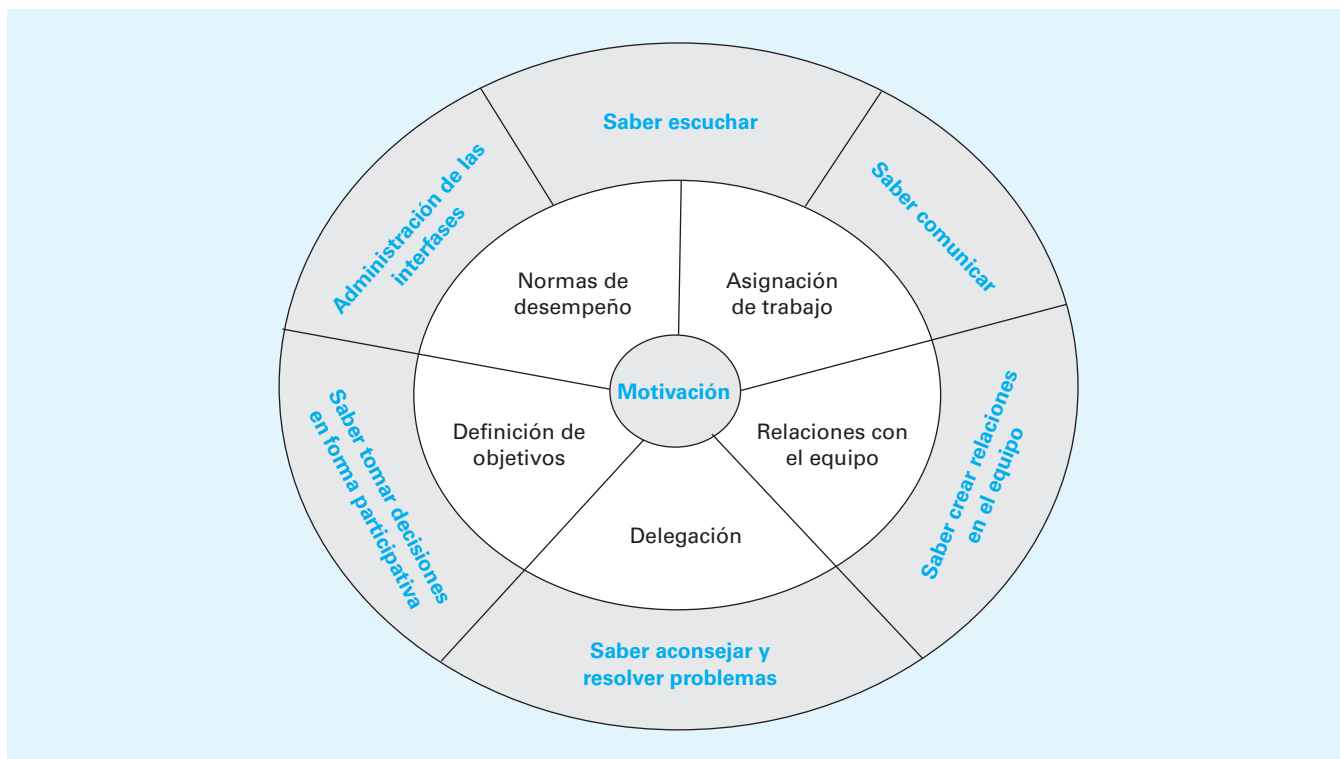 Saber escuchar
Saber comunicar
Saber crear relaciones
en el equipo
Saber aconsejar y
resolver problemas
Saber tomar decisiones
en forma participativa
Administración de las
interfases
Normas de
desempeño
Asignación
de trabajo
Relaciones con
el equipo
Delegación
Definición de
objetivos
Motivación